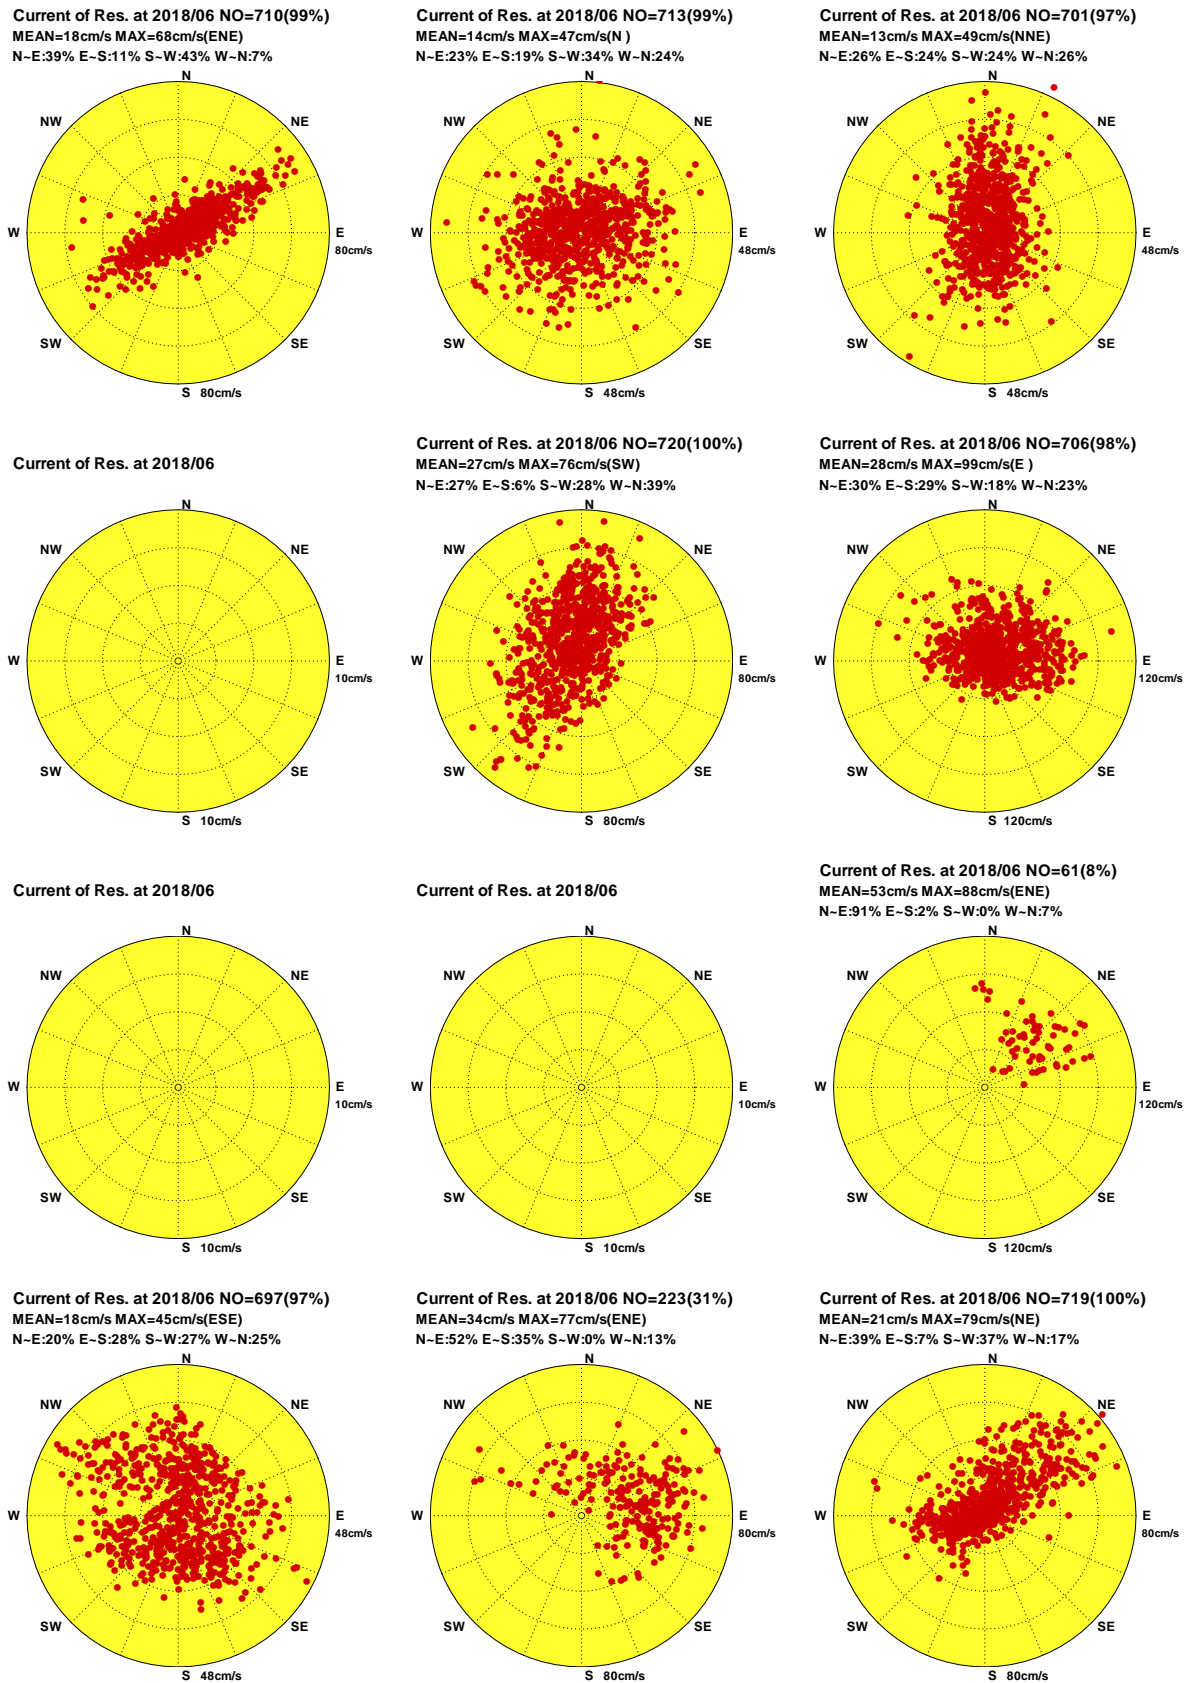 Current of Res. at 2018/06 NO=710(99%)
MEAN=18cm/s MAX=68cm/s(ENE)
N~E:39% E~S:11% S~W:43% W~N:7%
N
NW
NE
W
E
80cm/s
SW
SE
S 80cm/s
Current of Res. at 2018/06 NO=713(99%)
MEAN=14cm/s MAX=47cm/s(N )
N~E:23% E~S:19% S~W:34% W~N:24%
N
NW
NE
W
E
48cm/s
SW
SE
S 48cm/s
Current of Res. at 2018/06 NO=701(97%)
MEAN=13cm/s MAX=49cm/s(NNE)
N~E:26% E~S:24% S~W:24% W~N:26%
N
NW
NE
W
E
48cm/s
SW
SE
S 48cm/s
Current of Res. at 2018/06
N
NW
NE
W
E
10cm/s
SW
SE
S 10cm/s
Current of Res. at 2018/06 NO=720(100%)
MEAN=27cm/s MAX=76cm/s(SW)
N~E:27% E~S:6% S~W:28% W~N:39%
N
NW
NE
W
E
80cm/s
SW
SE
S 80cm/s
Current of Res. at 2018/06 NO=706(98%)
MEAN=28cm/s MAX=99cm/s(E )
N~E:30% E~S:29% S~W:18% W~N:23%
N
NW
NE
W
E
120cm/s
SW
SE
S 120cm/s
Current of Res. at 2018/06
N
NW
NE
W
E
10cm/s
SW
SE
S 10cm/s
Current of Res. at 2018/06
N
NW
NE
W
E
10cm/s
SW
SE
S 10cm/s
Current of Res. at 2018/06 NO=61(8%)
MEAN=53cm/s MAX=88cm/s(ENE)
N~E:91% E~S:2% S~W:0% W~N:7%
N
NW
NE
W
E
120cm/s
SW
SE
S 120cm/s
Current of Res. at 2018/06 NO=697(97%)
MEAN=18cm/s MAX=45cm/s(ESE)
N~E:20% E~S:28% S~W:27% W~N:25%
N
NW
NE
W
E
48cm/s
SW
SE
S 48cm/s
Current of Res. at 2018/06 NO=223(31%)
MEAN=34cm/s MAX=77cm/s(ENE)
N~E:52% E~S:35% S~W:0% W~N:13%
N
NW
NE
W
E
80cm/s
SW
SE
S 80cm/s
Current of Res. at 2018/06 NO=719(100%)
MEAN=21cm/s MAX=79cm/s(NE)
N~E:39% E~S:7% S~W:37% W~N:17%
N
NW
NE
W
E
80cm/s
SW
SE
S 80cm/s